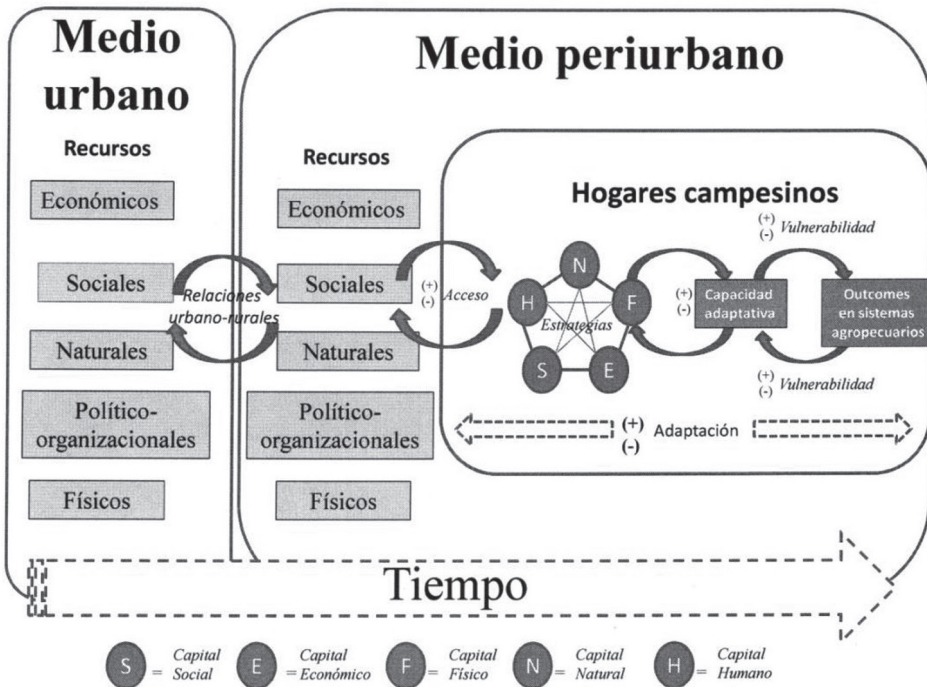 Medio
urbano
Recursos
Económicos
Sociales
Naturales
Político-
organizacionales
Físicos
Relaciones
urbano-rurales
Medio periurbano
Recursos
Económicos
Sociales
Naturales
Político-
organizacionales
Físicos
(+)
(-)
Acceso
Hogares campesinos
N
H
F
Estrategias
S
E
(+)
(-)
Capacidad
adaptativa
(+)
(-)
Vulnerabilidad
Outcomes
en sistemas
agropecuarios
(+)
(-)
Vulnerabilidad
(+)
(-)
Adaptación
Tiempo
S = Capital
Social
E = Capital
Económico
F = Capital
Físico
N = Capital
Natural
H = Capital
Humano